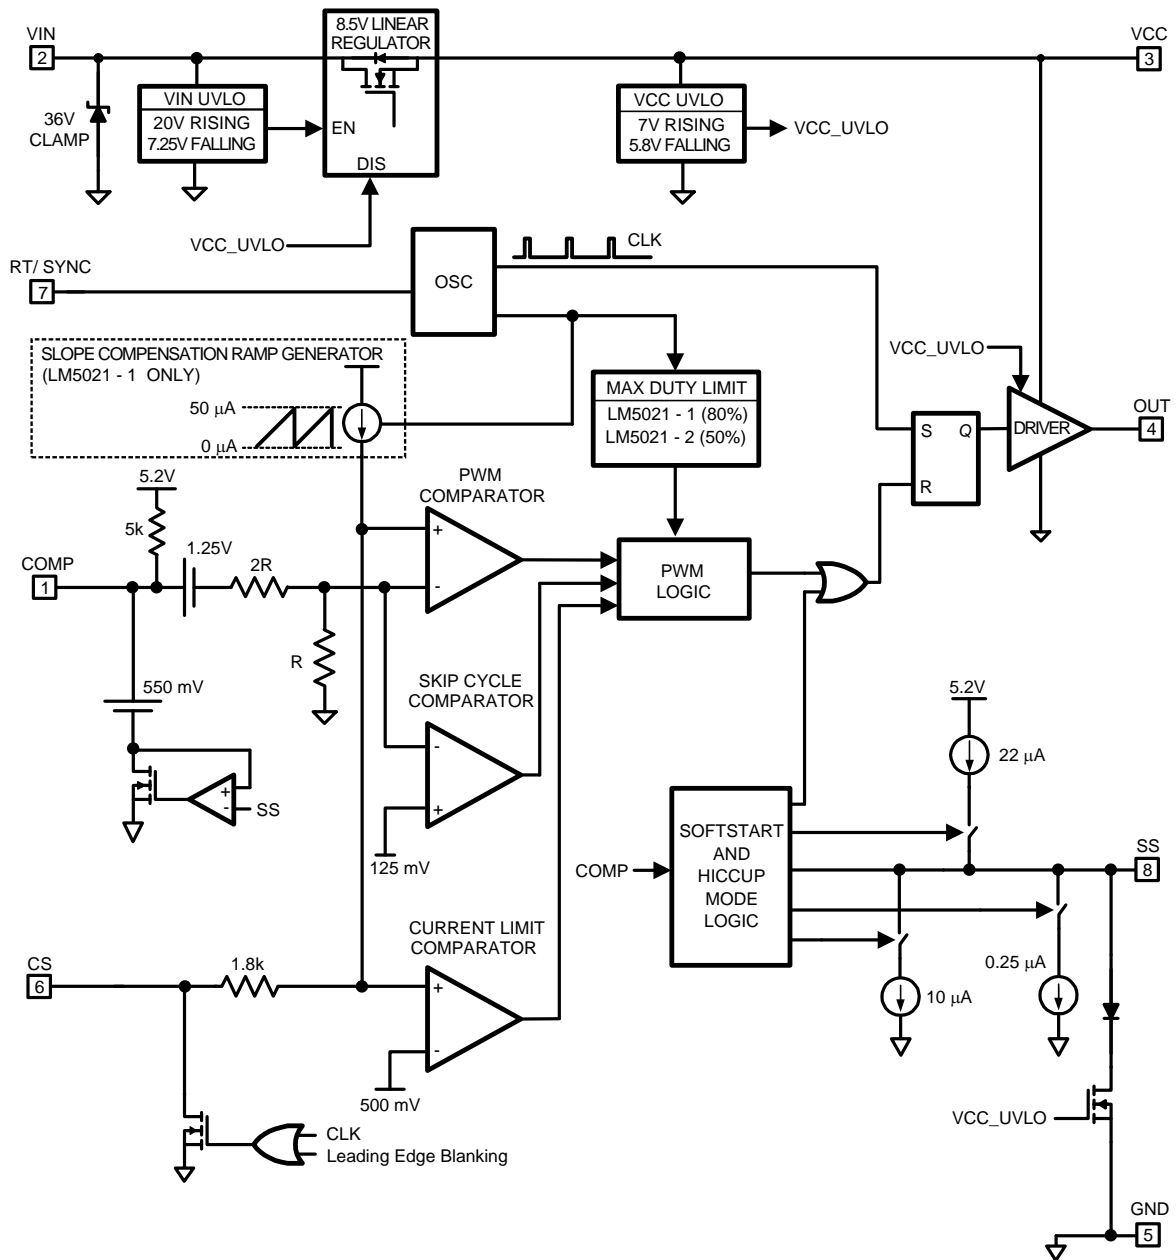 VIN
2
8.5V LINEAR
REGULATOR
VCC
3
36V
CLAMP
VIN UVLO
20V RISING
7.25V FALLING
EN
DIS
VCC UVLO
7V RISING
5.8V FALLING
VCC_UVLO
VCC_UVLO
RT/ SYNC
7
OSC
CLK
SLOPE COMPENSATION RAMP GENERATOR
(LM5021 - 1 ONLY)
50 µA
0 µA
MAX DUTY LIMIT
LM5021 - 1 (80%)
LM5021 - 2 (50%)
VCC_UVLO
S
Q
R
DRIVER
OUT
4
5.2V
5k
COMP
1
1.25V
2R
R
PWM
COMPARATOR
+
-
PWM
LOGIC
550 mV
+
-
SS
SKIP CYCLE
COMPARATOR
-
+
125 mV
5.2V
22 µA
COMP
SOFTSTART
AND
HICCUP
MODE
LOGIC
SS
8
10 µA
0.25 µA
CS
6
1.8k
CURRENT LIMIT
COMPARATOR
+
-
500 mV
CLK
Leading Edge Blanking
VCC_UVLO
GND
5